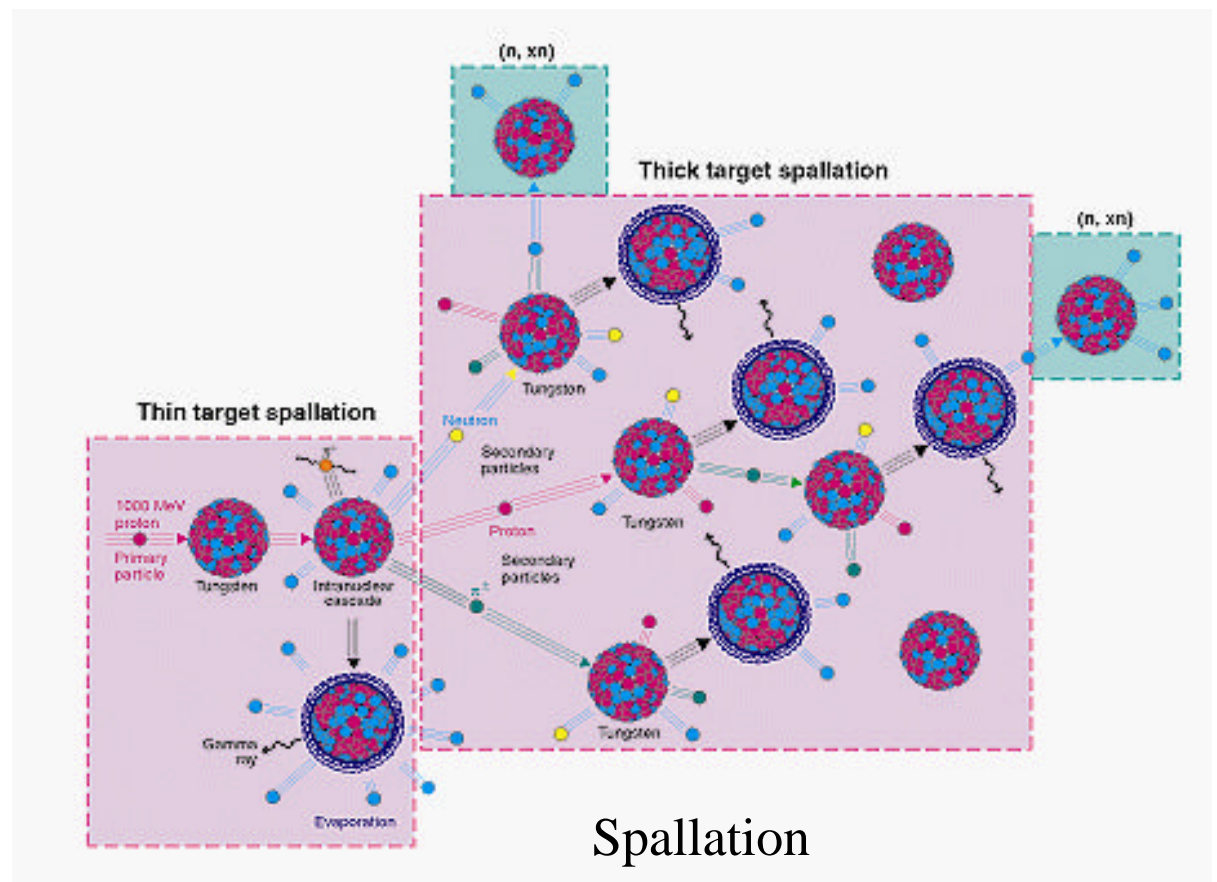 (n, xn)
Thick target spallation
(n, xn)
Thin target spallation
Tungsten
Neutron
Secondary
particles
1000 MeV
proton
Primary
particle
Tungsten
π°
Intranuclear
cascade
Proton
Tungsten
Secondary
particles
π±
Tungsten
Gamma
ray
Evaporation
Spallation